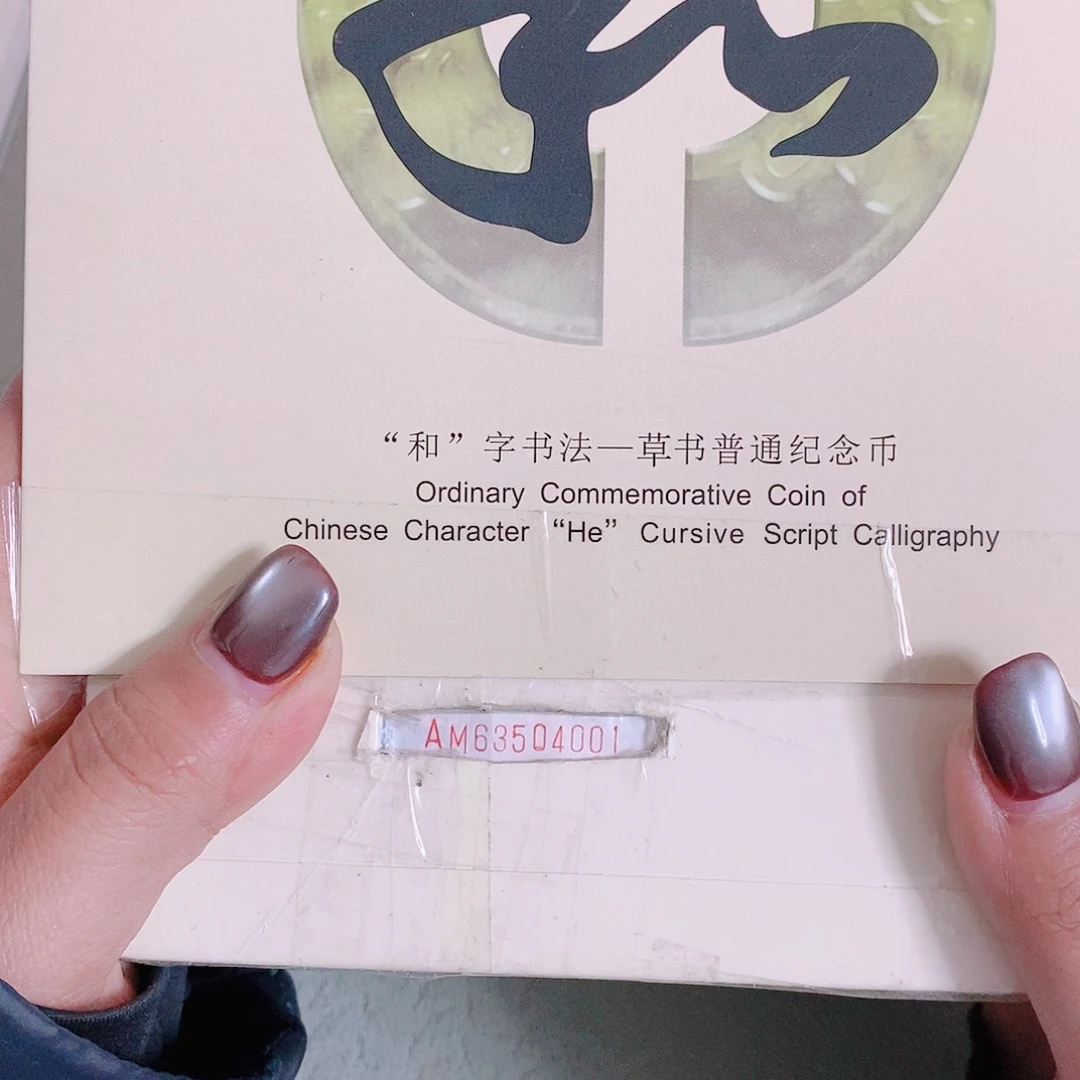 和
“和”字书法—草书普通纪念币
Ordinary Commemorative Coin of
Chinese Character “He” Cursive Script Calligraphy
AM63504001